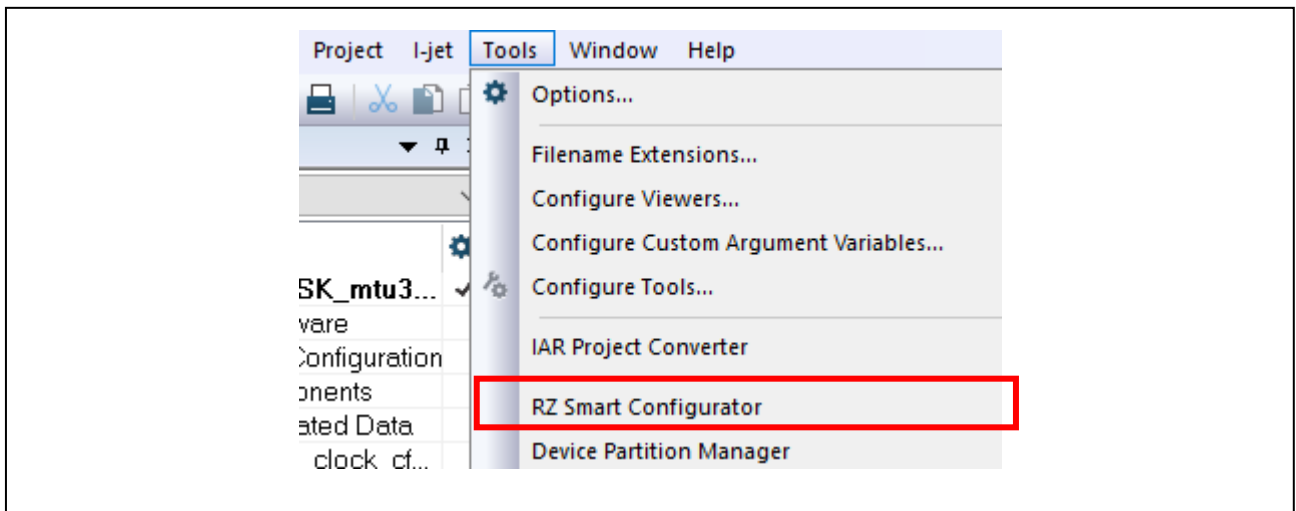 Project I-jet Tools Window Help
Options...
Filename Extensions...
Configure Viewers...
Configure Custom Argument Variables...
SK_mtu3...
Configure Tools...
vare
Configuration
IAR Project Converter
onents
RZ Smart Configurator
ated Data
Device Partition Manager
clock_cf...